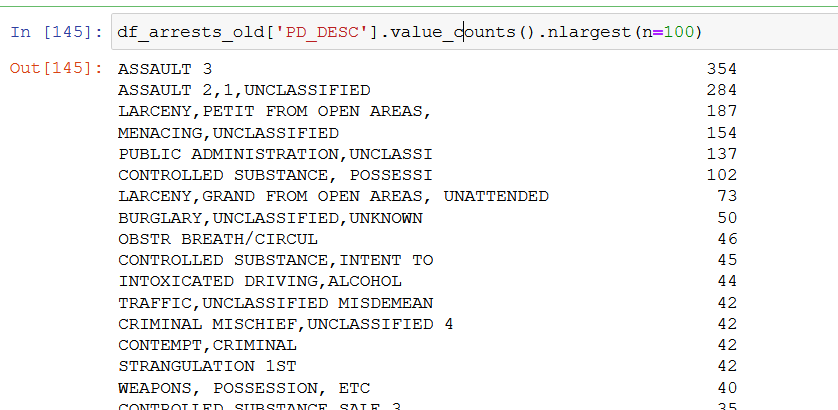 In [145]: df_arrests_old['PD_DESC'].value_counts().nlargest(n=100)
Out[145]: ASSAULT 3 354
ASSAULT 2,1,UNCLASSIFIED 284
LARCENY,PETIT FROM OPEN AREAS, 187
MENACING,UNCLASSIFIED 154
PUBLIC ADMINISTRATION,UNCLASSI 137
CONTROLLED SUBSTANCE, POSSESSI 102
LARCENY,GRAND FROM OPEN AREAS, UNATTENDED 73
BURGLARY,UNCLASSIFIED,UNKNOWN 50
OBSTR BREATH/CIRCUL 46
CONTROLLED SUBSTANCE,INTENT TO 45
INTOXICATED DRIVING,ALCOHOL 44
TRAFFIC,UNCLASSIFIED MISDEMEAN 42
CRIMINAL MISCHIEF,UNCLASSIFIED 4 42
CONTEMPT,CRIMINAL 42
STRANGULATION 1ST 42
WEAPONS, POSSESSION, ETC 40
CONTROLLED SUBSTANCE,SALE 3 35